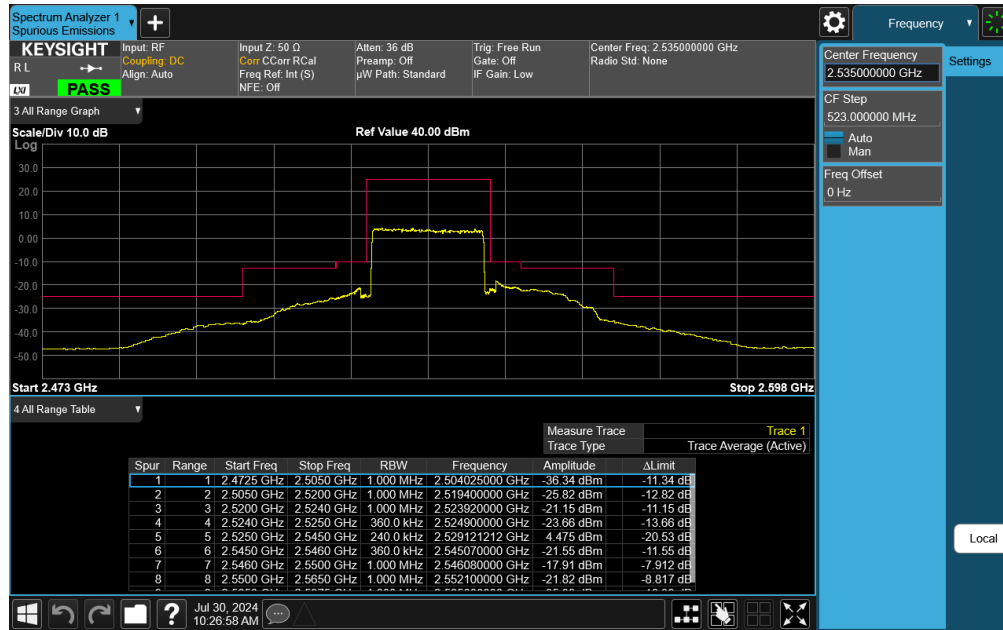 Spectrum Analyzer 1
Spurious Emissions
Frequency
KEYSIGHT
R L
LXI
PASS
Input: RF
Coupling: DC
Align: Auto
Input Z: 50 Ω
Corr CCorr RCal
Freq Ref: Int (S)
NFE: Off
Atten: 36 dB
Preamp: Off
µW Path: Standard
Trig: Free Run
Gate: Off
IF Gain: Low
Center Freq: 2.535000000 GHz
Radio Std: None
Center Frequency
2.535000000 GHz
Settings
CF Step
523.000000 MHz
Auto
Man
Freq Offset
0 Hz
3 All Range Graph
Scale/Div 10.0 dB
Ref Value 40.00 dBm
Log
30.0
20.0
10.0
0.00
-10.0
-20.0
-30.0
-40.0
-50.0
Start 2.473 GHz
Stop 2.598 GHz
4 All Range Table
Measure Trace Trace 1
Trace Type Trace Average (Active)
Spur Range Start Freq Stop Freq RBW Frequency Amplitude ΔLimit
1 1 2.4725 GHz 2.5050 GHz 1.000 MHz 2.504025000 GHz -36.34 dBm -11.34 dB
2 2 2.5050 GHz 2.5200 GHz 1.000 MHz 2.519400000 GHz -25.82 dBm -12.82 dB
3 3 2.5200 GHz 2.5240 GHz 1.000 MHz 2.523920000 GHz -21.15 dBm -11.15 dB
4 4 2.5240 GHz 2.5250 GHz 360.0 kHz 2.524900000 GHz -23.66 dBm -13.66 dB
5 5 2.5250 GHz 2.5450 GHz 240.0 kHz 2.529121212 GHz 4.475 dBm -20.53 dB
6 6 2.5450 GHz 2.5460 GHz 360.0 kHz 2.545070000 GHz -21.55 dBm -11.55 dB
7 7 2.5460 GHz 2.5500 GHz 1.000 MHz 2.546080000 GHz -17.91 dBm -7.912 dB
8 8 2.5500 GHz 2.5650 GHz 1.000 MHz 2.552100000 GHz -21.82 dBm -8.817 dB
Local
?
Jul 30, 2024
10:26:58 AM